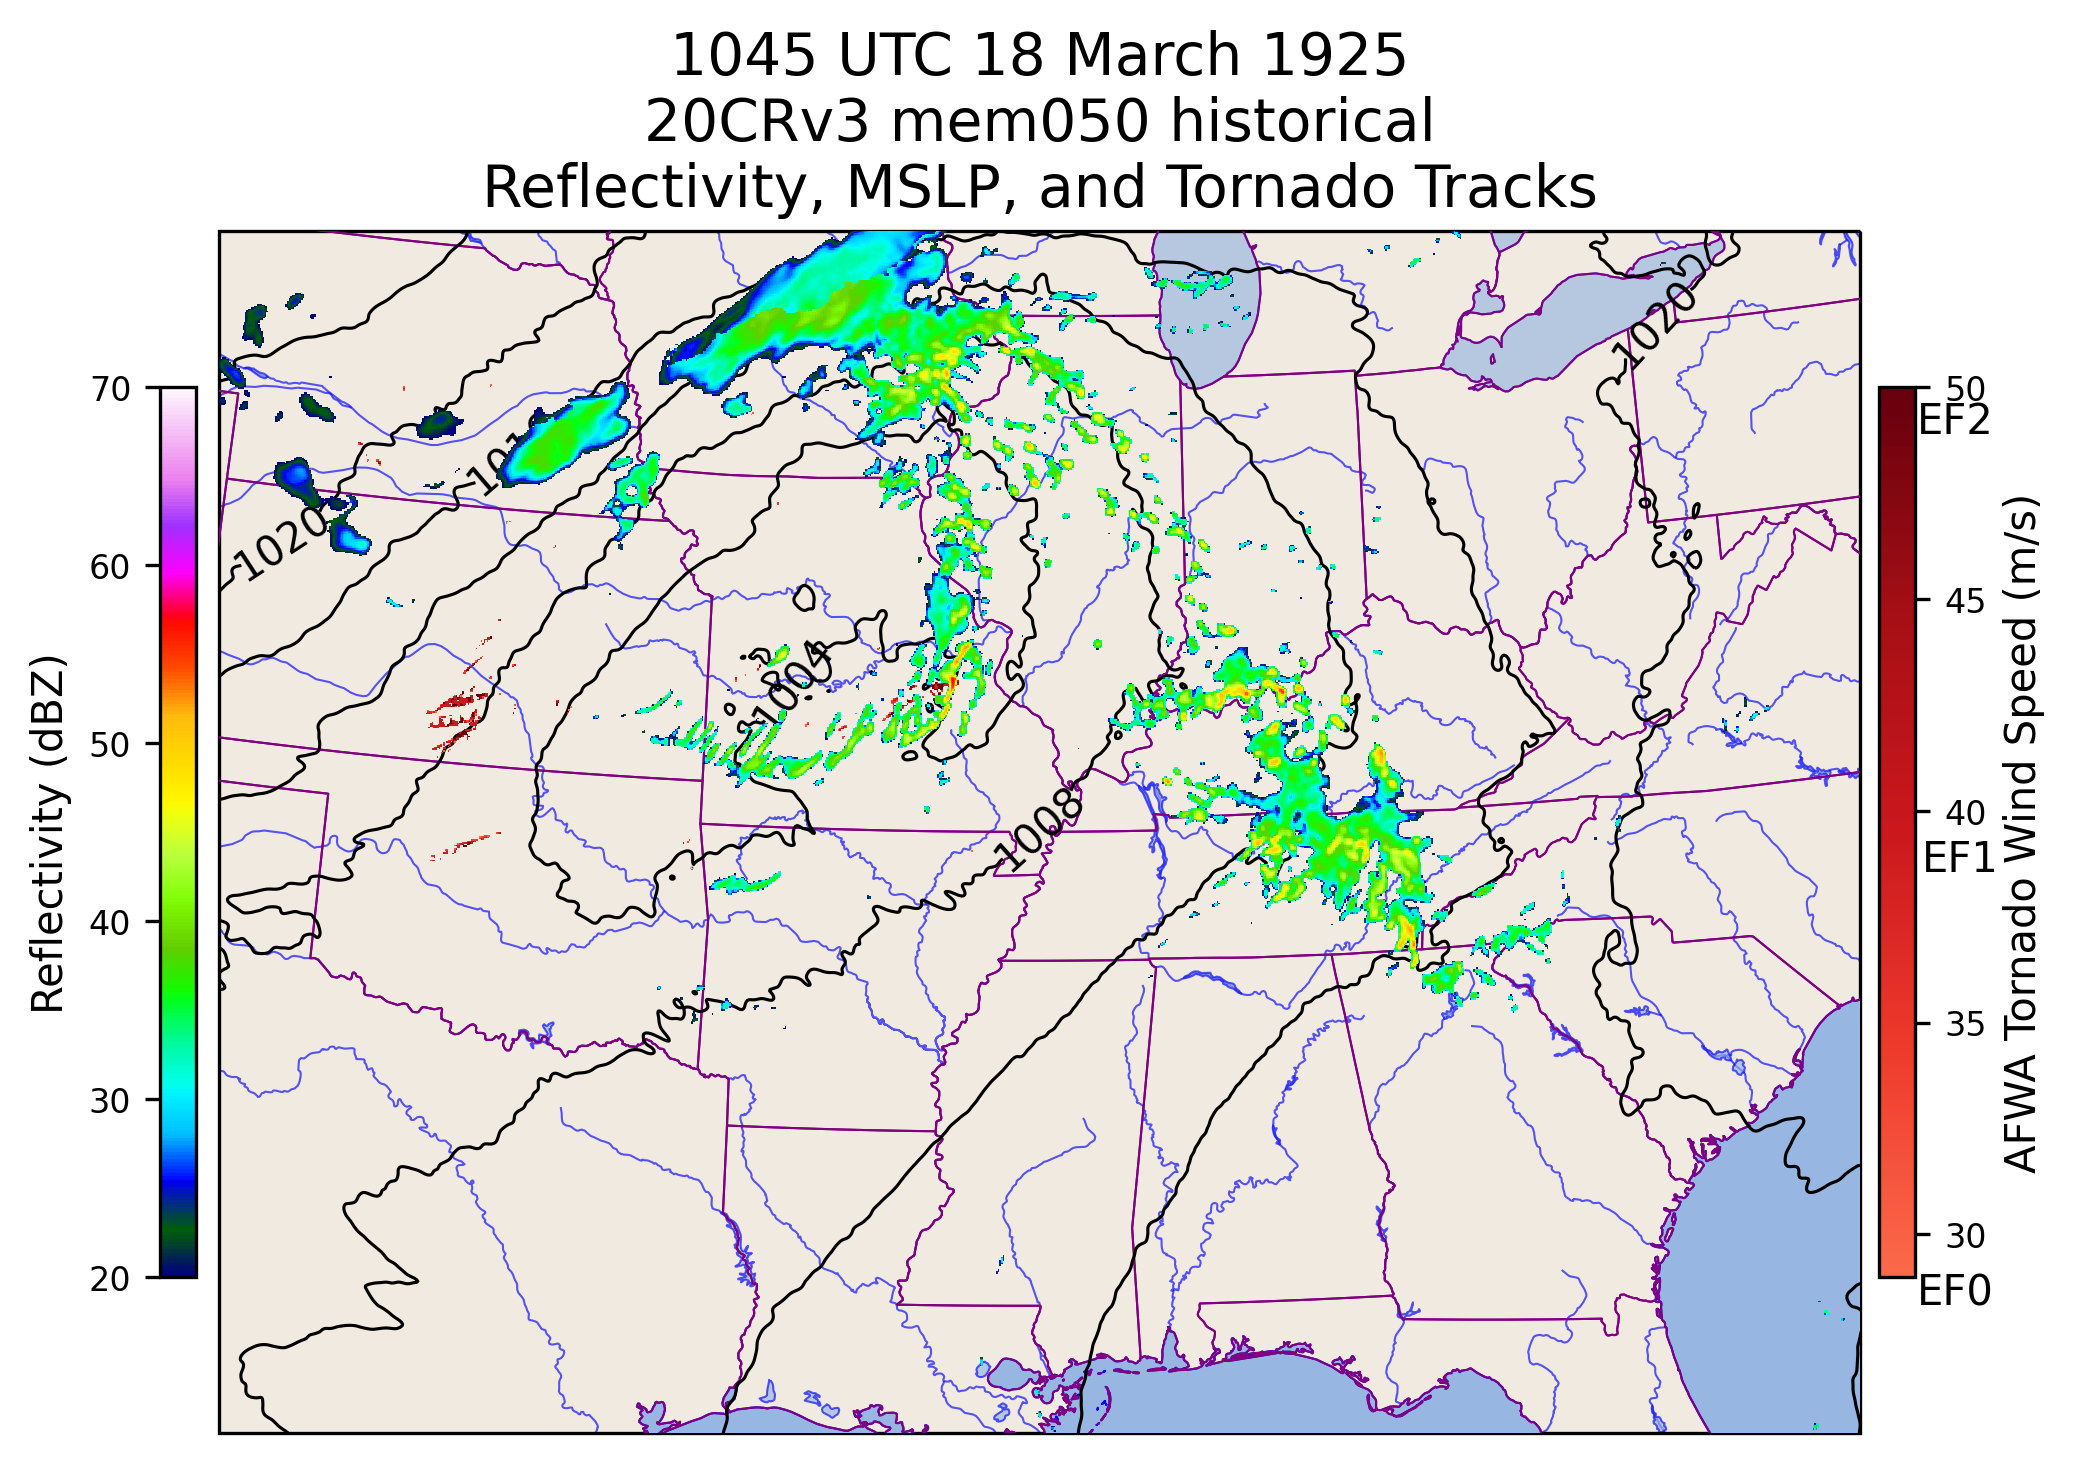 1045 UTC 18 March 1925
20CRv3 mem050 historical
Reflectivity, MSLP, and Tornado Tracks
Reflectivity (dBZ)
70
60
50
40
30
20
1020
1004
1008
1020
50
EF2
45
40
EF1
35
30
EF0
AFWA Tornado Wind Speed (m/s)